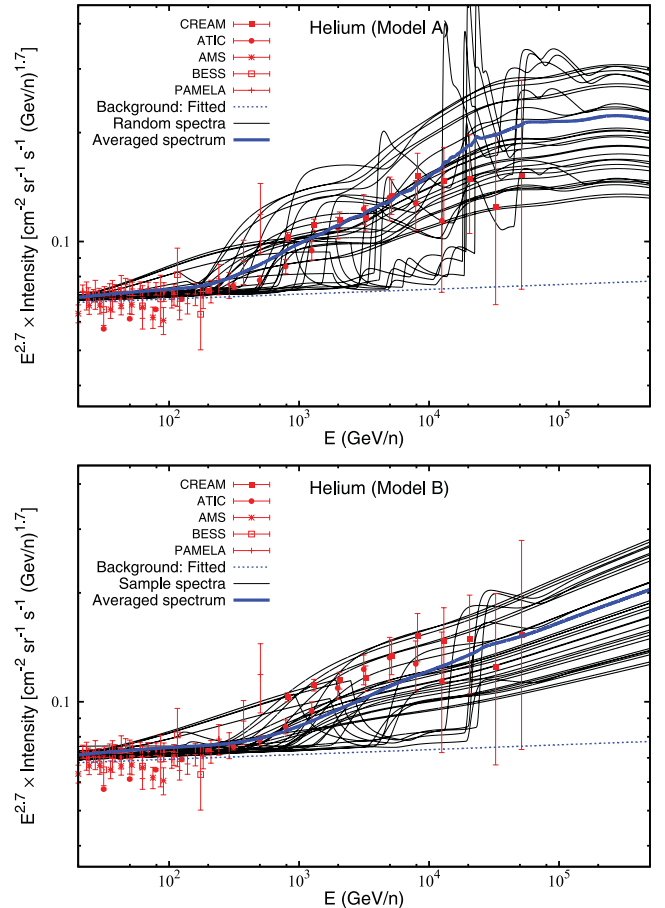 Helium (Model A)
CREAM
ATIC
AMS
BESS
PAMELA
Background: Fitted
Random spectra
Averaged spectrum
E^2.7 × Intensity [cm^-2 sr^-1 s^-1 (Gev/n)^1.7]
0.1
10^2 10^3 10^4 10^5
E (GeV/n)
Helium (Model B)
CREAM
ATIC
AMS
BESS
PAMELA
Background: Fitted
Sample spectra
Averaged spectrum
E^2.7 × Intensity [cm^-2 sr^-1 s^-1 (GeV/n)^1.7]
0.1
10^2 10^3 10^4 10^5
E (GeV/n)